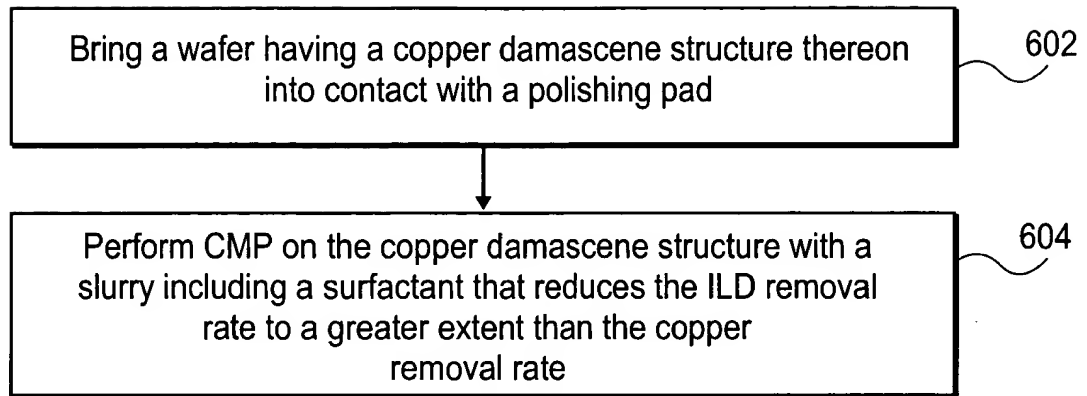 Bring a wafer having a copper damascene structure thereon
into contact with a polishing pad
602
Perform CMP on the copper damascene structure with a
slurry including a surfactant that reduces the ILD removal
rate to a greater extent than the copper
removal rate
604